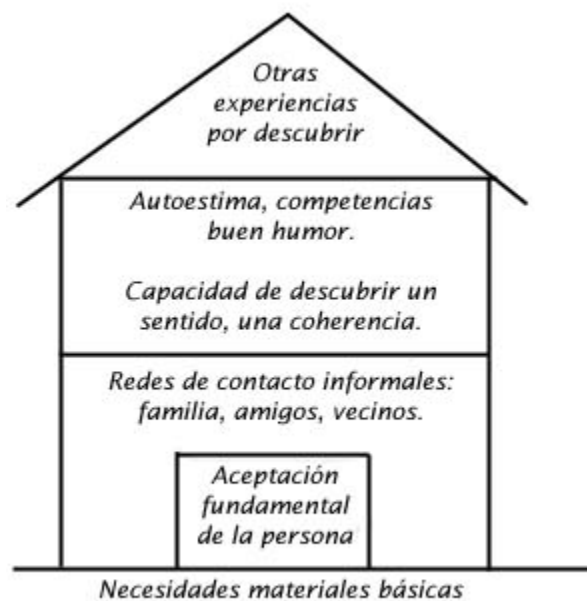 Otras
experiencias
por descubrir
Autoestima, competencias
buen humor.
Capacidad de descubrir un
sentido, una coherencia.
Redes de contacto informales:
familia, amigos, vecinos.
Aceptación
fundamental
de la persona
Necesidades materiales básicas